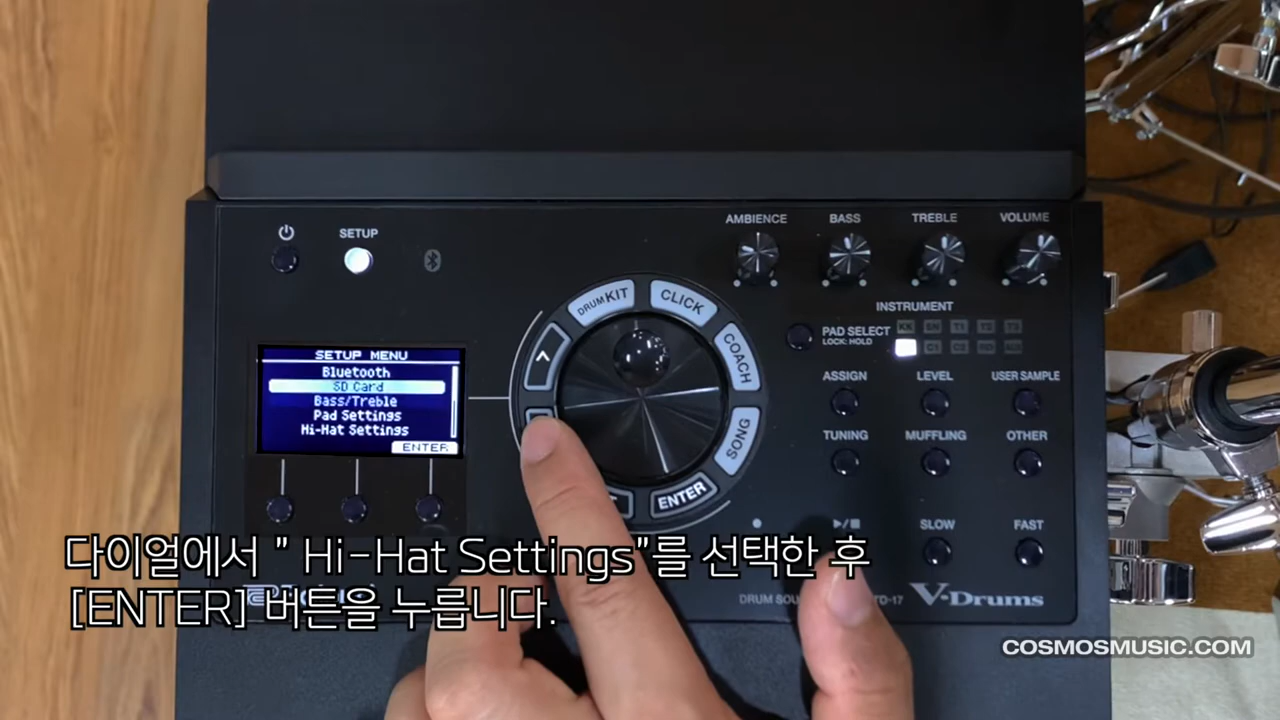 AMBIENCE BASS TREBLE VOLUME
SETUP
DRUM KIT CLICK
COACH
SONG
ENTER
INSTRUMENT
PAD SELECT
LOCK: HOLD
SETUP MENU
Bluetooth
SD Card
Bass/Treble
Pad Settings
Hi-Hat Settings
ENTER
ASSIGN LEVEL USER SAMPLE
TUNING MUFFLING OTHER
SLOW FAST
다이얼에서 " Hi-Hat Settings"를 선택한 후
[ENTER] 버튼을 누릅니다.
V-Drums
COSMOSMUSIC.COM